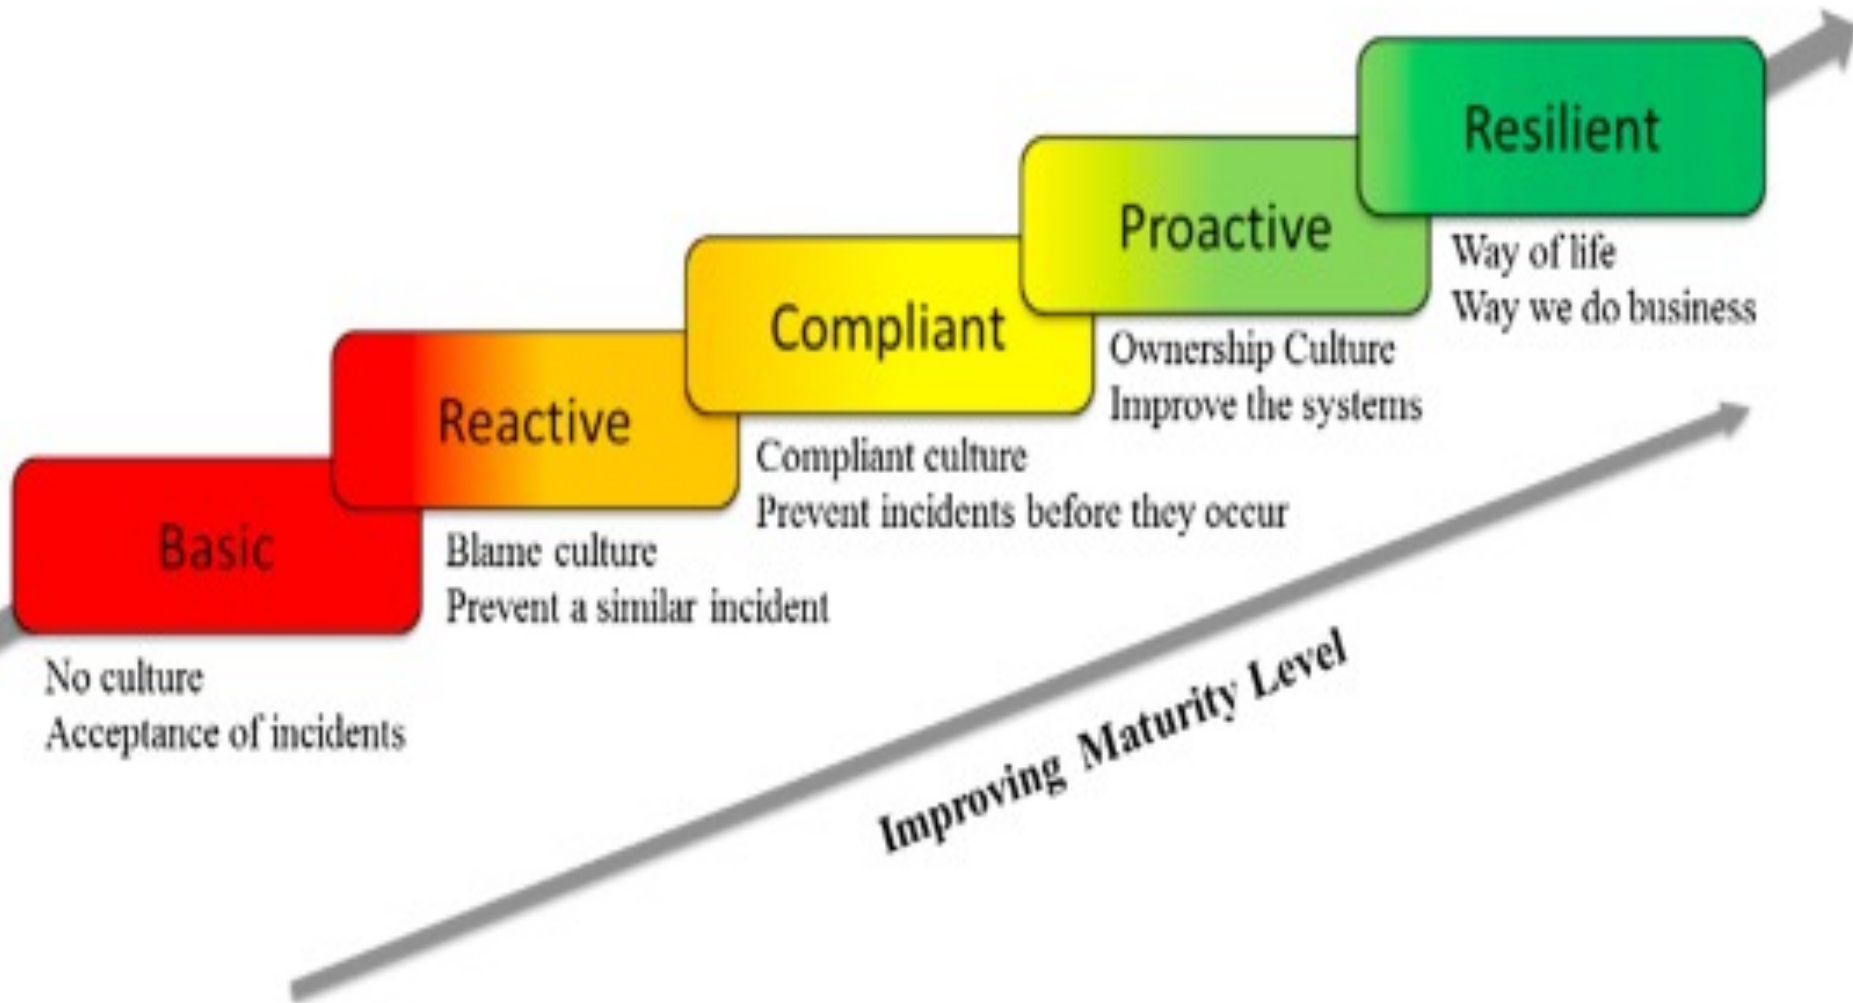 Resilient
Way of life
Way we do business
Proactive
Ownership Culture
Improve the systems
Compliant
Compliant culture
Prevent incidents before they occur
Reactive
Blame culture
Prevent a similar incident
Basic
No culture
Acceptance of incidents
Improving Maturity Level